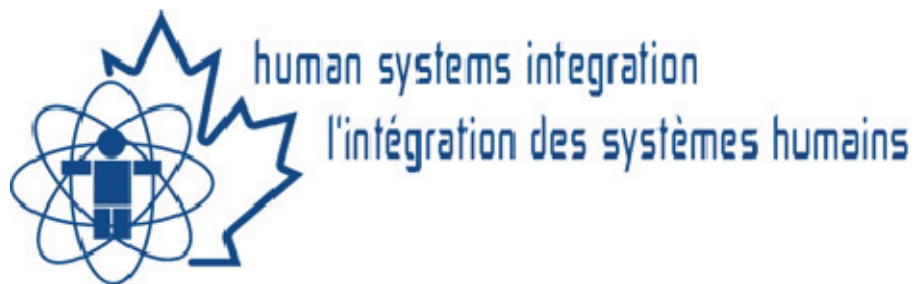 human systems integration
l'intégration des systèmes humains